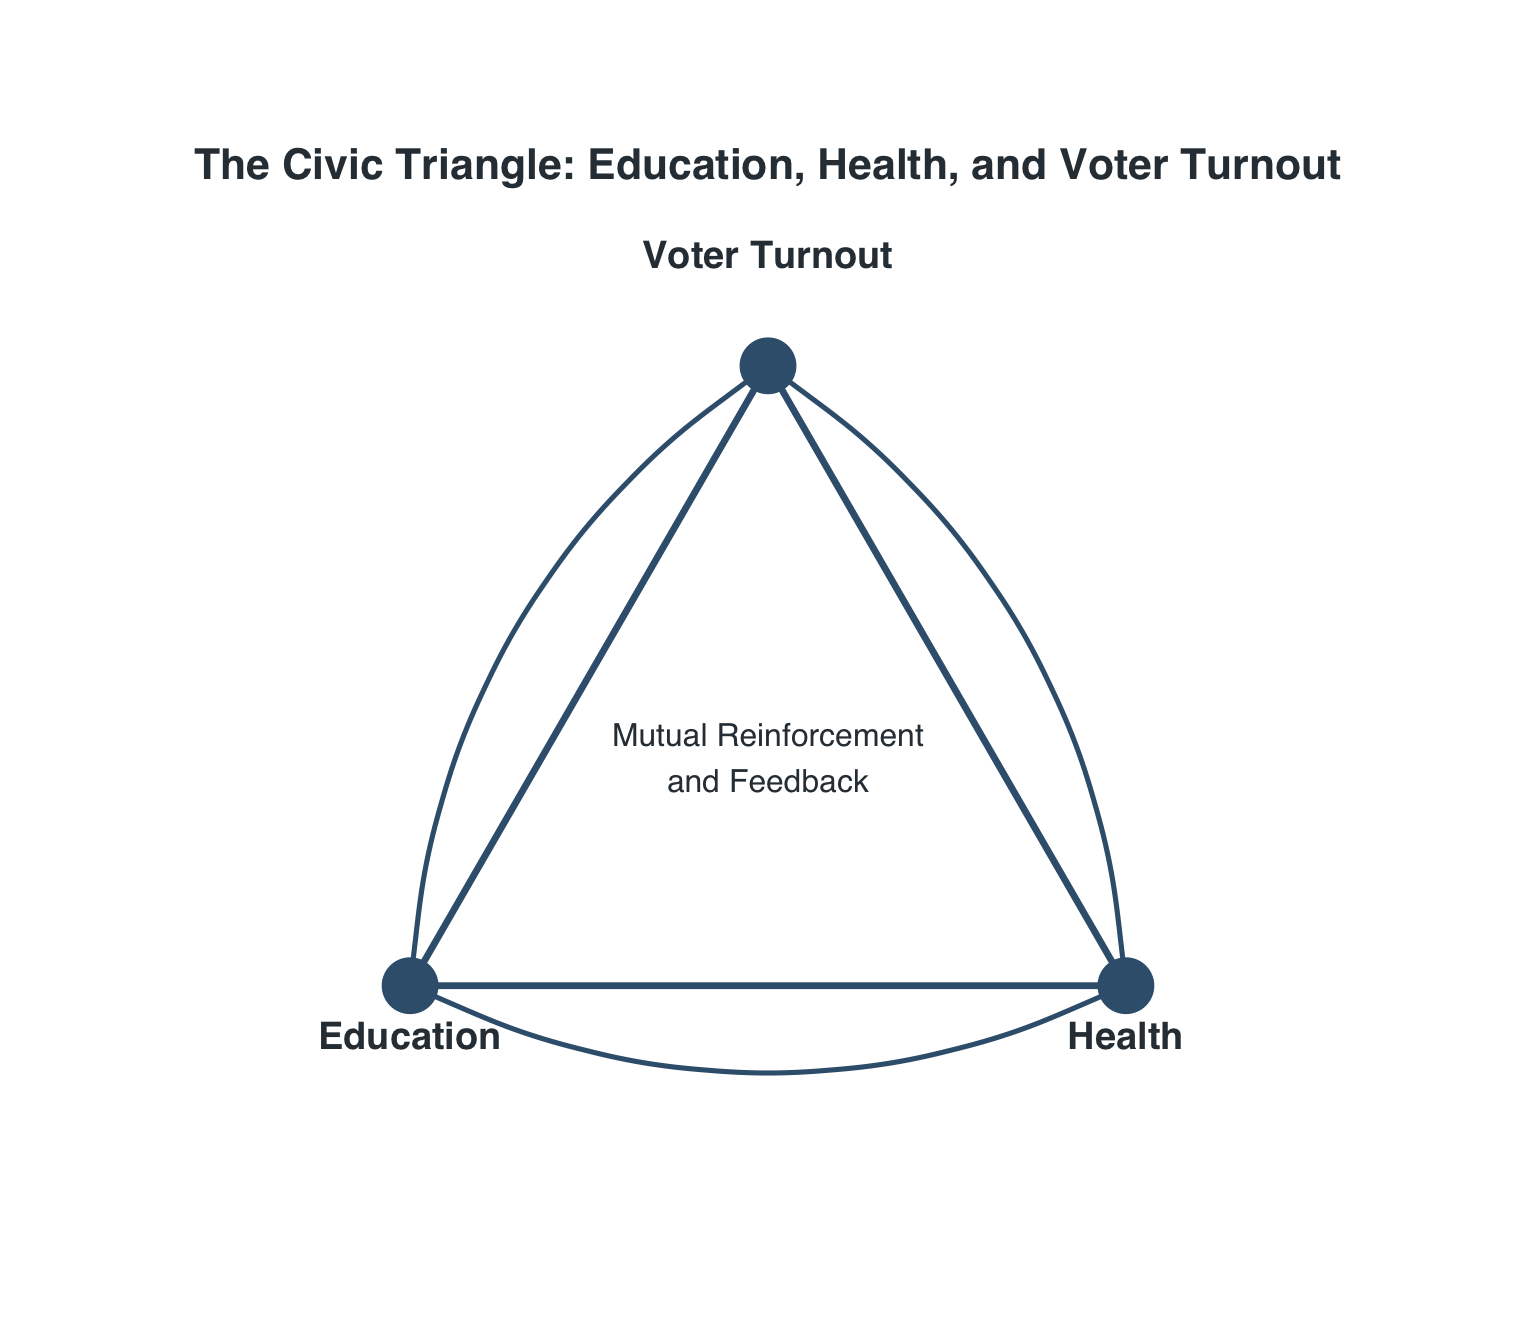 The Civic Triangle: Education, Health, and Voter Turnout
Voter Turnout
Mutual Reinforcement
and Feedback
Education
Health